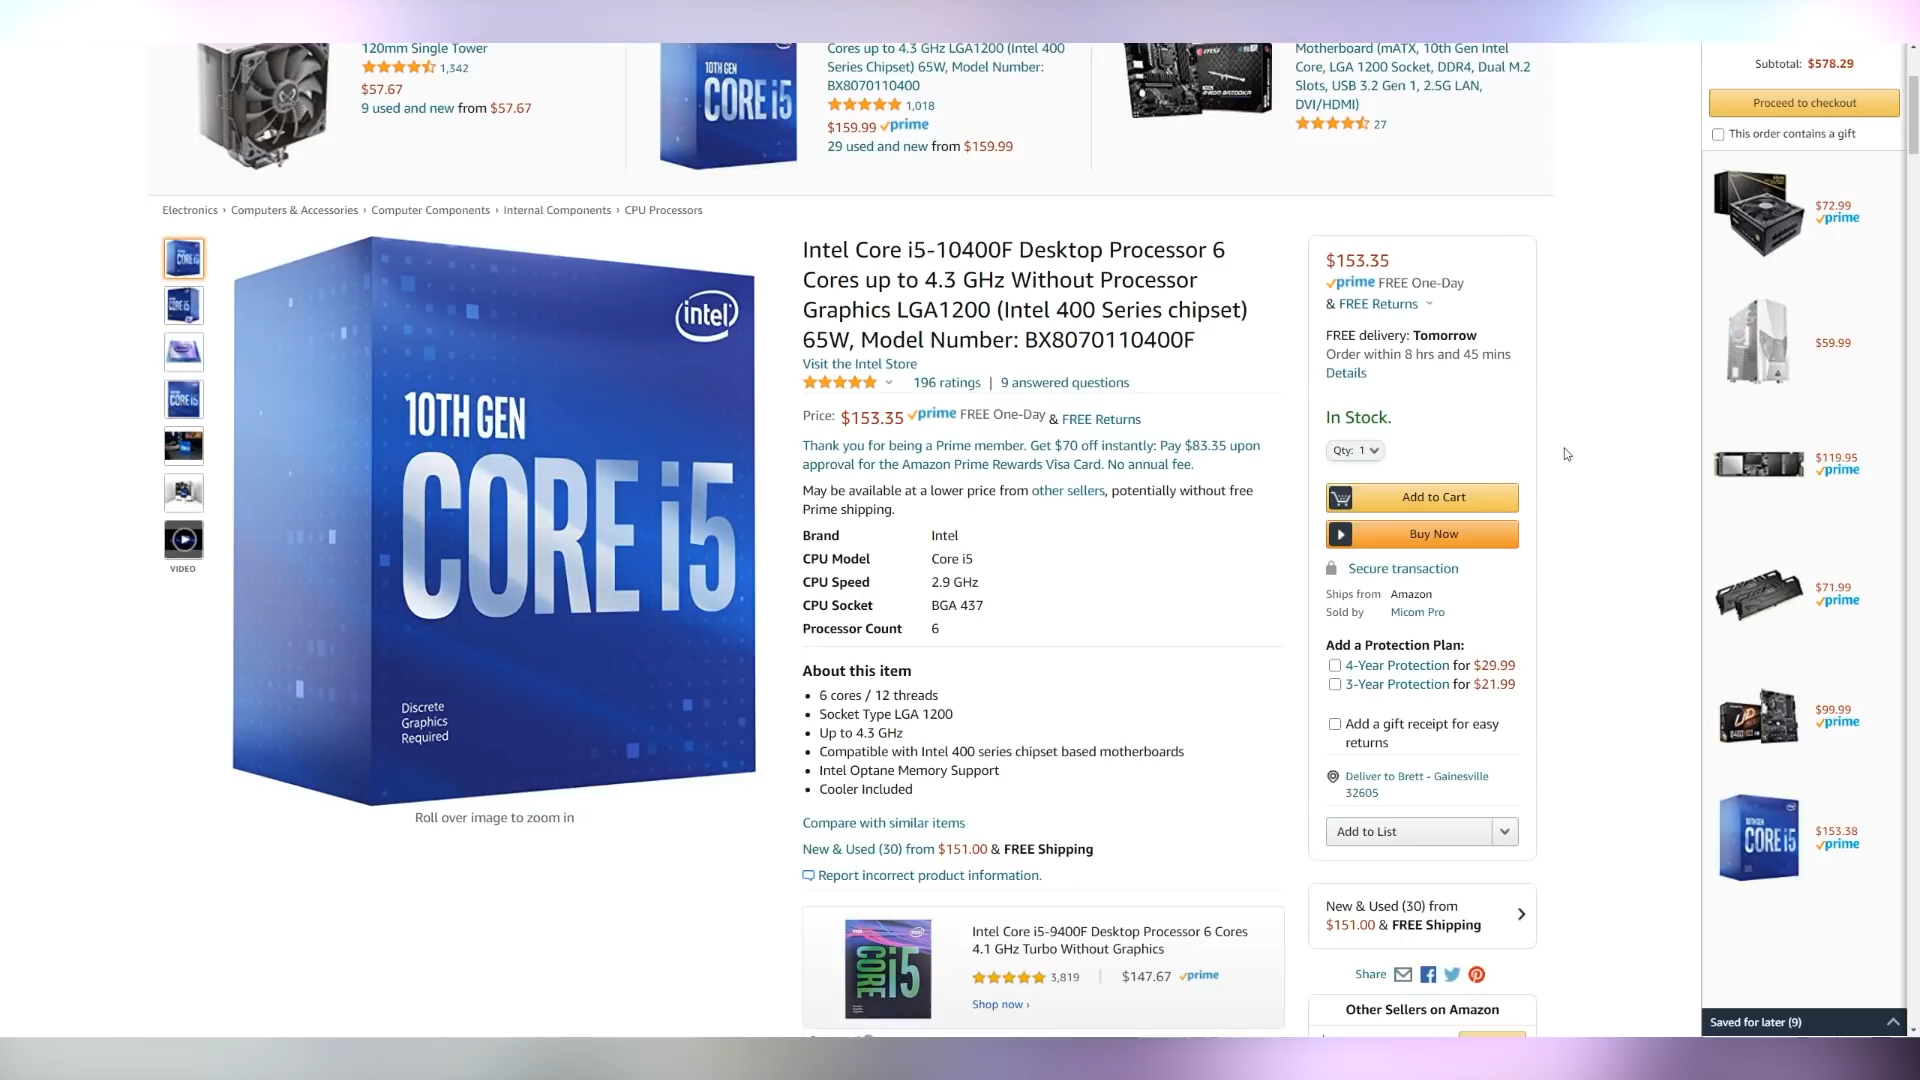 120mm Single Tower
1,342
$57.67
9 used and new from $57.67
10TH GEN
CORE i5
Cores up to 4.3 GHz LGA1200 (Intel 400
Series Chipset) 65W, Model Number:
BX8070110400
1,018
$159.99 prime
29 used and new from $159.99
Motherboard (mATX, 10th Gen Intel
Core, LGA 1200 Socket, DDR4, Dual M.2
Slots, USB 3.2 Gen 1, 2.5G LAN,
DVI/HDMI)
27
Electronics › Computers & Accessories › Computer Components › Internal Components › CPU Processors
VIDEO
intel
10TH GEN
CORE i5
Discrete
Graphics
Required
Roll over image to zoom in
Intel Core i5-10400F Desktop Processor 6
Cores up to 4.3 GHz Without Processor
Graphics LGA1200 (Intel 400 Series chipset)
65W, Model Number: BX8070110400F
Visit the Intel Store
196 ratings | 9 answered questions
Price: $153.35 prime FREE One-Day & FREE Returns
Thank you for being a Prime member. Get $70 off instantly: Pay $83.35 upon
approval for the Amazon Prime Rewards Visa Card. No annual fee.
May be available at a lower price from other sellers, potentially without free
Prime shipping.
Brand Intel
CPU Model Core i5
CPU Speed 2.9 GHz
CPU Socket BGA 437
Processor Count 6
About this item
• 6 cores / 12 threads
• Socket Type LGA 1200
• Up to 4.3 GHz
• Compatible with Intel 400 series chipset based motherboards
• Intel Optane Memory Support
• Cooler Included
Compare with similar items
New & Used (30) from $151.00 & FREE Shipping
Report incorrect product information.
CORE i5
Intel Core i5-9400F Desktop Processor 6 Cores
4.1 GHz Turbo Without Graphics
3,819 | $147.67 prime
Shop now ›
$153.35
prime FREE One-Day
& FREE Returns
FREE delivery: Tomorrow
Order within 8 hrs and 45 mins
Details
In Stock.
Qty: 1
Add to Cart
Buy Now
Secure transaction
Ships from Amazon
Sold by Micom Pro
Add a Protection Plan:
4-Year Protection for $29.99
3-Year Protection for $21.99
Add a gift receipt for easy
returns
Deliver to Brett - Gainesville
32605
Add to List
New & Used (30) from
$151.00 & FREE Shipping
Share
Other Sellers on Amazon
Subtotal: $578.29
Proceed to checkout
This order contains a gift
$72.99
prime
$59.99
$119.95
prime
$71.99
prime
UD
$99.99
prime
10TH GEN
CORE i5
$153.38
prime
Saved for later (9)